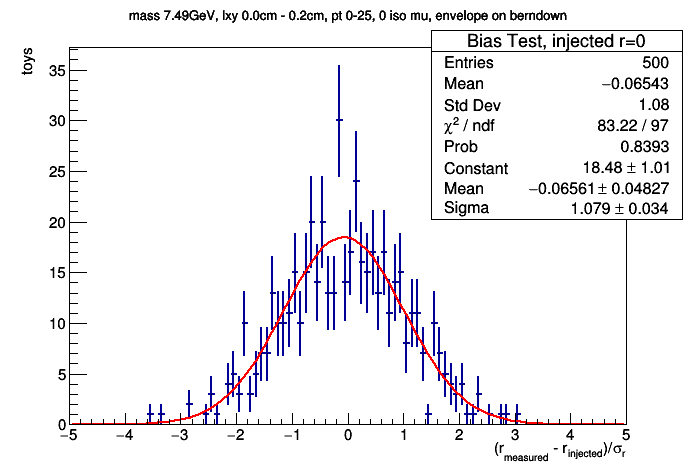 mass 7.49GeV, lxy 0.0cm - 0.2cm, pt 0-25, 0 iso mu, envelope on berndown
toys
Bias Test, injected r=0
Entries 500
Mean −0.06543
Std Dev 1.08
χ² / ndf 83.22 / 97
Prob 0.8393
Constant 18.48 ± 1.01
Mean −0.06561 ± 0.04827
Sigma 1.079 ± 0.034
35
30
25
20
15
10
5
0
−5 −4 −3 −2 −1 0 1 2 3 4 5
(r_measured - r_injected)/σ_r